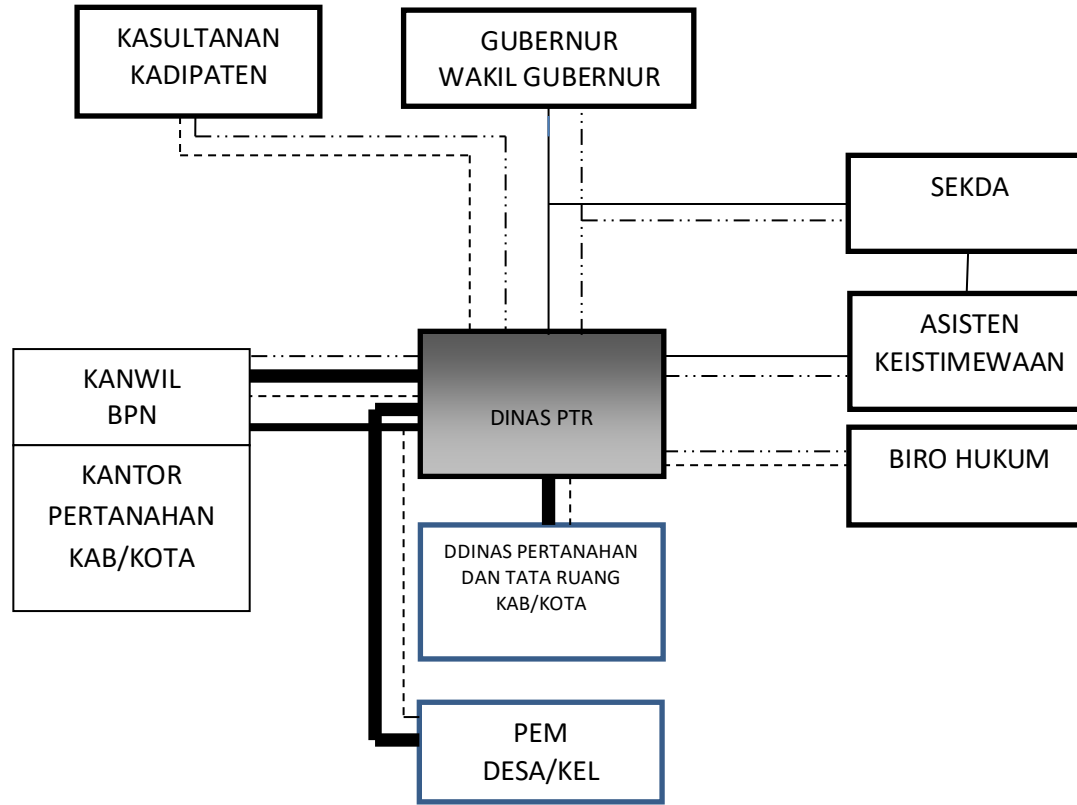 KASULTANAN
KADIPATEN
GUBERNUR
WAKIL GUBERNUR
SEKDA
ASISTEN
KEISTIMEWAAN
KANWIL
BPN
DINAS PTR
BIRO HUKUM
KANTOR
PERTANAHAN
KAB/KOTA
DDINAS PERTANAHAN
DAN TATA RUANG
KAB/KOTA
PEM
DESA/KEL